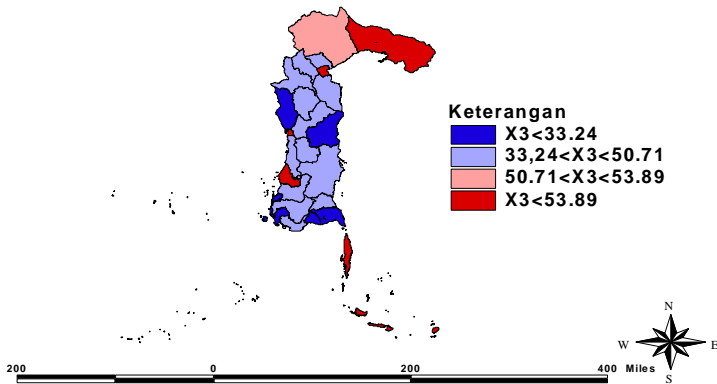 Keterangan
X3<33.24
33,24<X3<50.71
50.71<X3<53.89
X3<53.89
N
W E
S
200 0 200 400 Miles